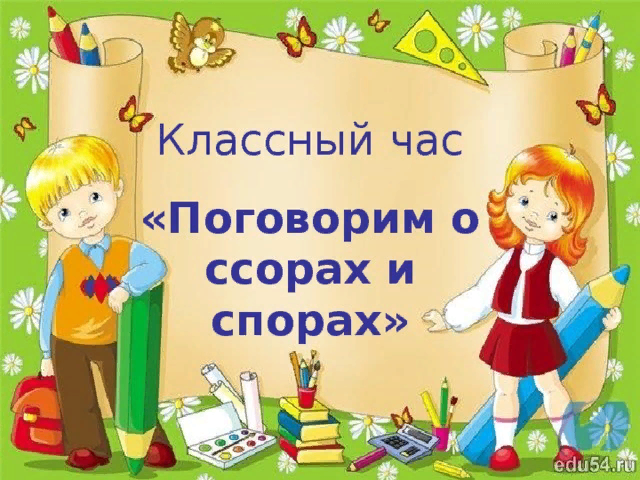 Классный час
«Поговорим о
ссорах и
спорах»
edu54.ru